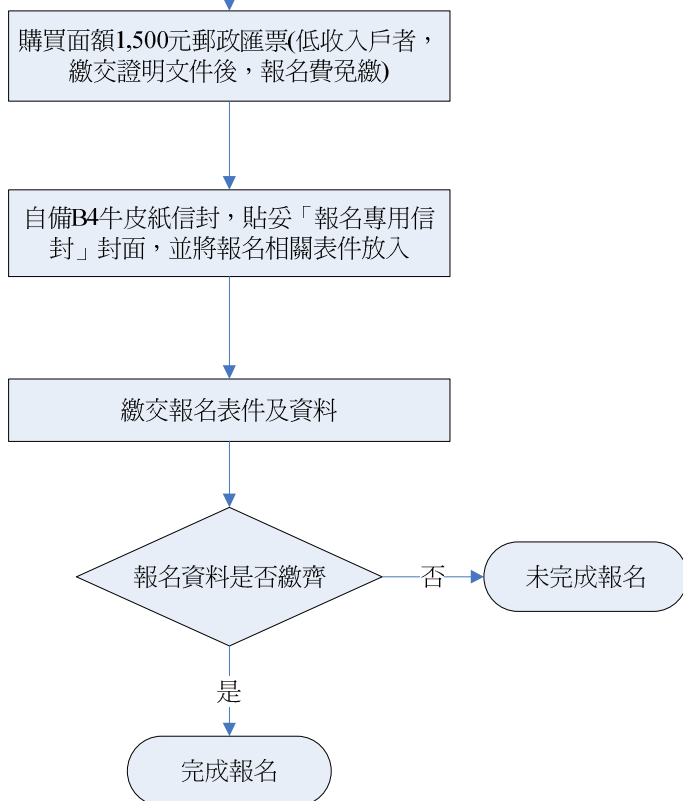 購買面額1,500元郵政匯票(低收入戶者，
繳交證明文件後，報名費免繳)
自備B4牛皮紙信封，貼妥「報名專用信
封」封面，並將報名相關表件放入
繳交報名表件及資料
報名資料是否繳齊
否
未完成報名
是
完成報名